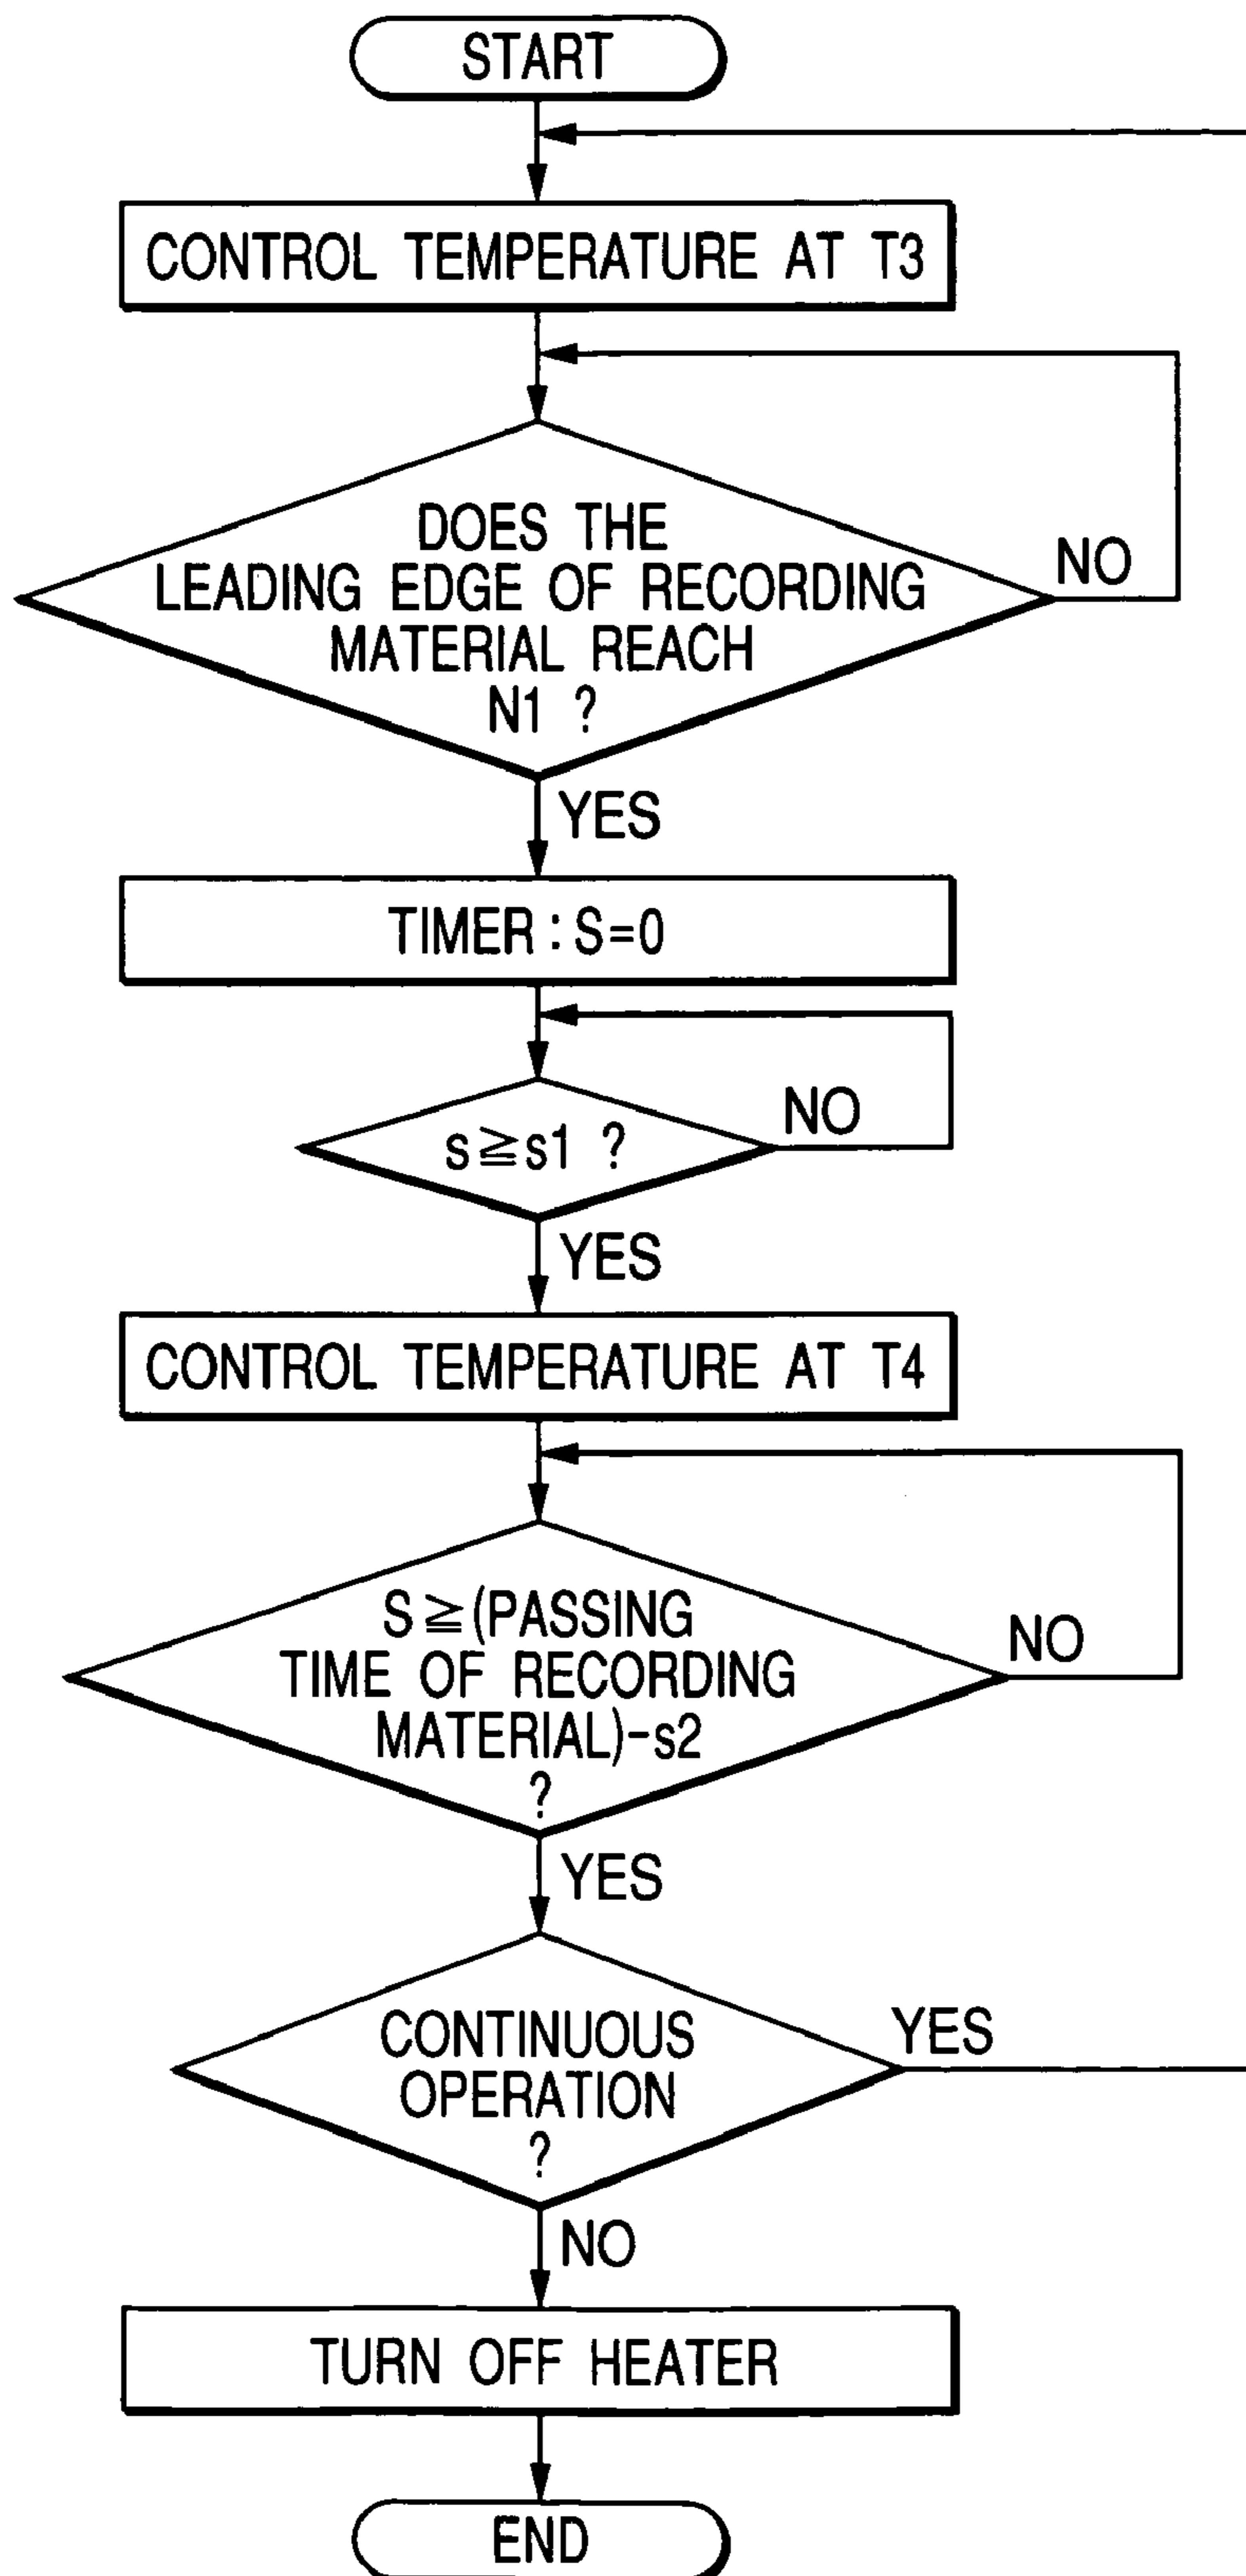 START
CONTROL TEMPERATURE AT T3
DOES THE
LEADING EDGE OF RECORDING
MATERIAL REACH
N1 ?
NO
YES
TIMER : S=0
s≧s1 ?
NO
YES
CONTROL TEMPERATURE AT T4
S≧(PASSING
TIME OF RECORDING
MATERIAL)-s2
?
NO
YES
CONTINUOUS
OPERATION
?
YES
NO
TURN OFF HEATER
END